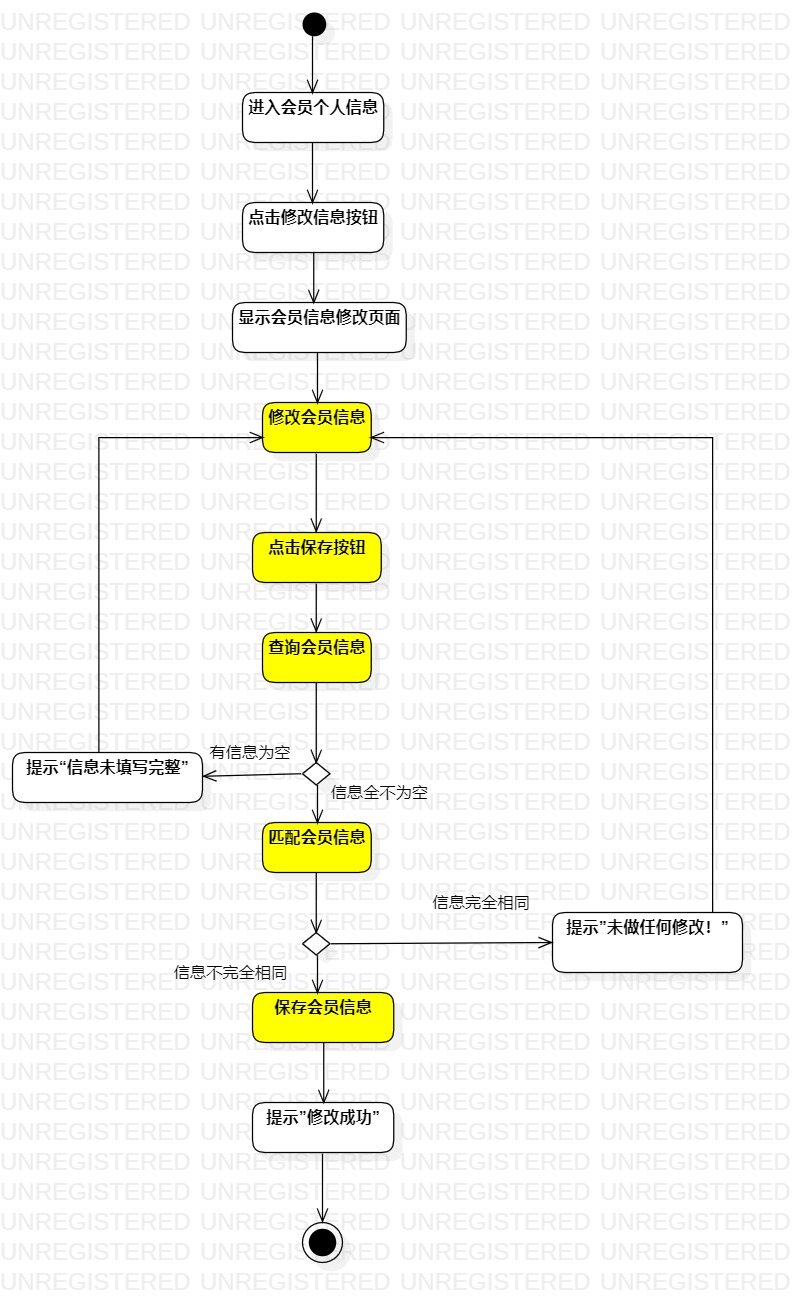 进入会员个人信息
点击修改信息按钮
显示会员信息修改页面
修改会员信息
点击保存按钮
查询会员信息
有信息为空
提示“信息未填写完整”
信息全不为空
匹配会员信息
信息完全相同
提示”未做任何修改！”
信息不完全相同
保存会员信息
提示”修改成功”
UNREGISTERED